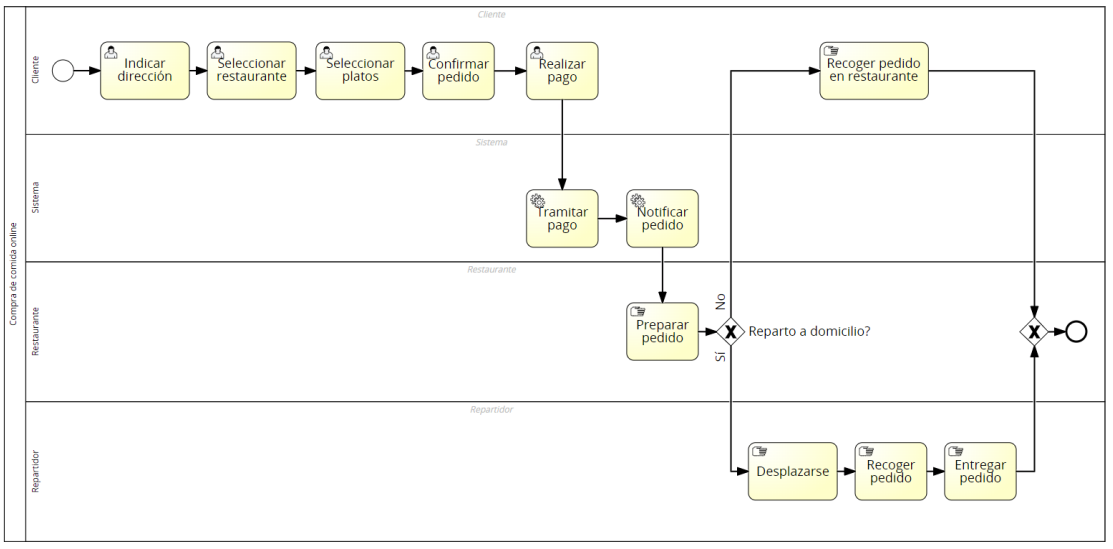 Compra de comida online
Cliente
Cliente
Indicar
dirección
Seleccionar
restaurante
Seleccionar
platos
Confirmar
pedido
Realizar
pago
Recoger pedido
en restaurante
Sistema
Sistema
Tramitar
pago
Notificar
pedido
Restaurante
Restaurante
Preparar
pedido
No
X
Reparto a domicilio?
Sí
X
Repartidor
Repartidor
Desplazarse
Recoger
pedido
Entregar
pedido